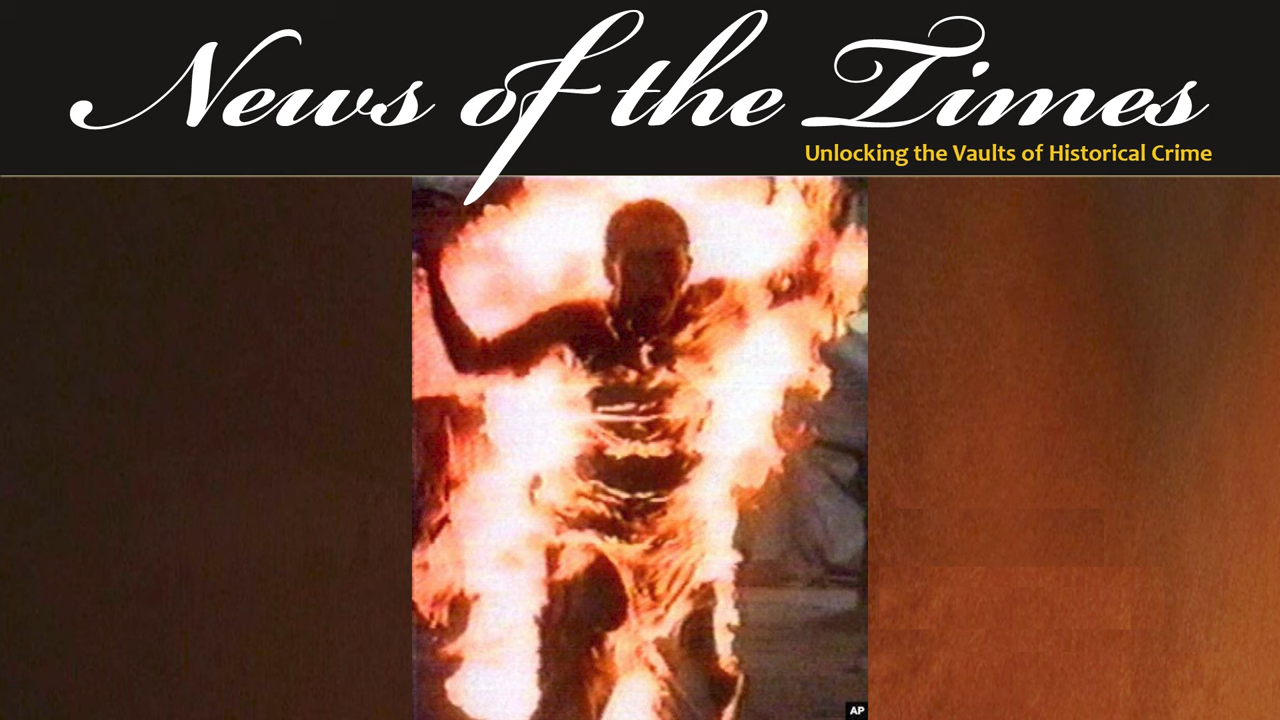 News of the Times
Unlocking the Vaults of Historical Crime
AP